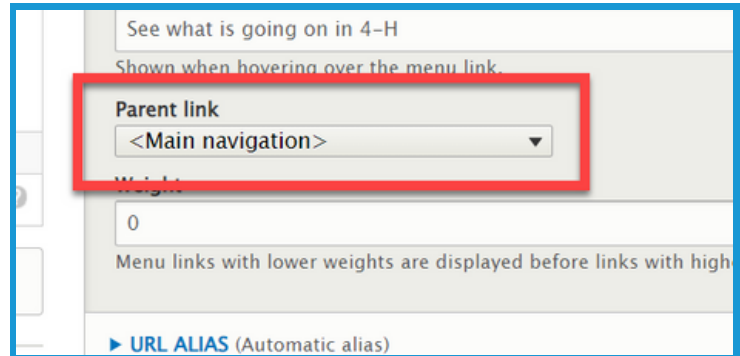 See what is going on in 4-H
Shown when hovering over the menu link.
Parent link
<Main navigation>
Weight
0
Menu links with lower weights are displayed before links with high
?
▶ URL ALIAS (Automatic alias)